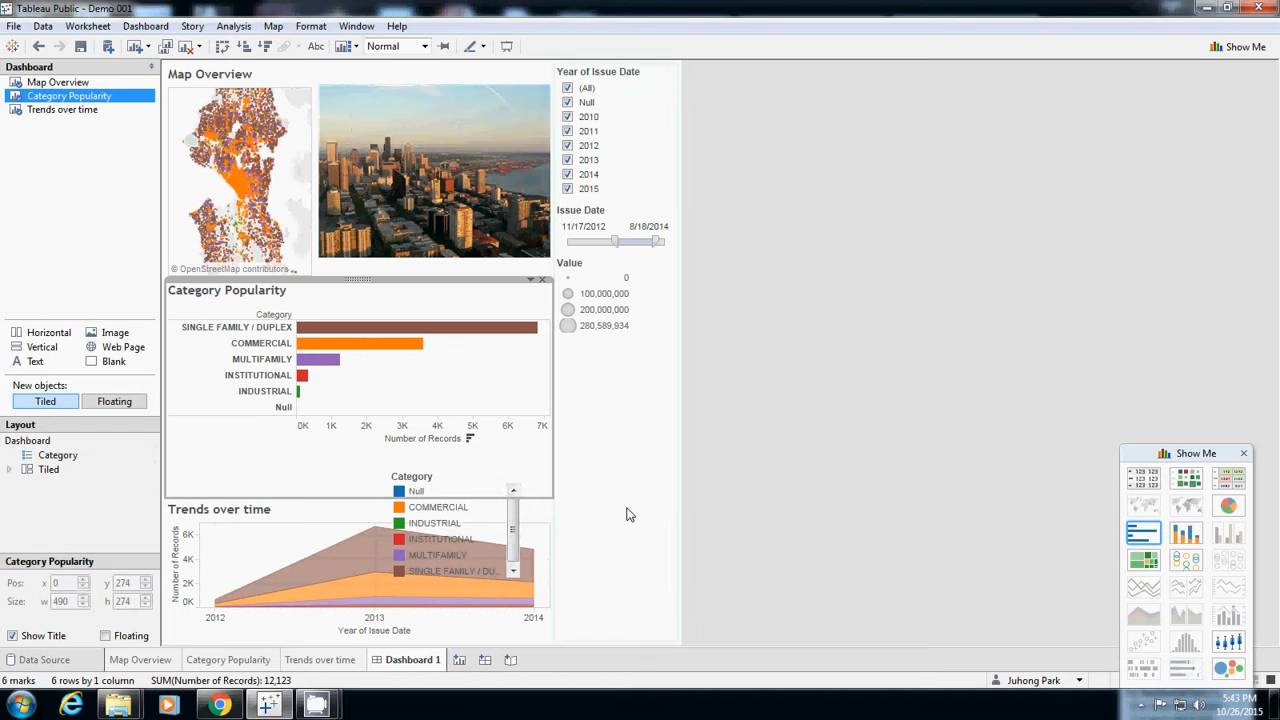 Tableau Public - Demo 001
File Data Worksheet Dashboard Story Analysis Map Format Window Help
Abc Normal Show Me
Dashboard
Map Overview
Category Popularity
Trends over time
Horizontal Image
Vertical Web Page
Text Blank
New objects:
Tiled Floating
Layout
Dashboard
Category
Tiled
Category Popularity
Pos: x 0 y 274
Size: w 490 h 274
Show Title Floating
Map Overview
© OpenStreetMap contributors
Category Popularity
Category
SINGLE FAMILY / DUPLEX
COMMERCIAL
MULTIFAMILY
INSTITUTIONAL
INDUSTRIAL
Null
0K 1K 2K 3K 4K 5K 6K 7K
Number of Records
Category
Null
COMMERCIAL
INDUSTRIAL
INSTITUTIONAL
MULTIFAMILY
SINGLE FAMILY / DU...
Trends over time
Number of Records
6K
4K
2K
0K
2012 2013 2014
Year of Issue Date
Year of Issue Date
(All)
Null
2010
2011
2012
2013
2014
2015
Issue Date
11/17/2012 8/18/2014
Value
0
100,000,000
200,000,000
280,589,934
Show Me
123 123 123 123
Data Source Map Overview Category Popularity Trends over time Dashboard 1
6 marks 6 rows by 1 column SUM(Number of Records): 12,123 Juhong Park
5:43 PM
10/26/2015